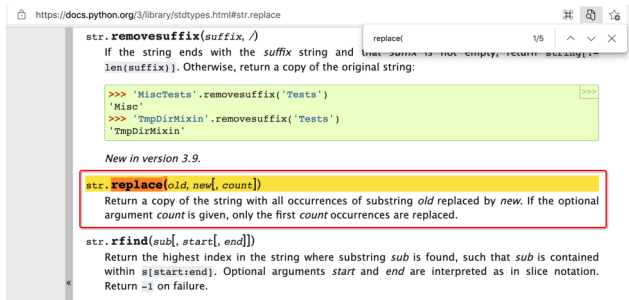 https://docs.python.org/3/library/stdtypes.html#str.replace
replace(
1/5
str.removesuffix(suffix, /)
If the string ends with the suffix string and that suffix is not empty, return string[:-
len(suffix)]. Otherwise, return a copy of the original string:
>>> 'MiscTests'.removesuffix('Tests')
>>>
'Misc'
>>> 'TmpDirMixin'.removesuffix('Tests')
'TmpDirMixin'
New in version 3.9.
str.replace(old, new[, count])
Return a copy of the string with all occurrences of substring old replaced by new. If the optional
argument count is given, only the first count occurrences are replaced.
str.rfind(sub[, start[, end]])
Return the highest index in the string where substring sub is found, such that sub is contained
within s[start:end]. Optional arguments start and end are interpreted as in slice notation.
«
Return -1 on failure.